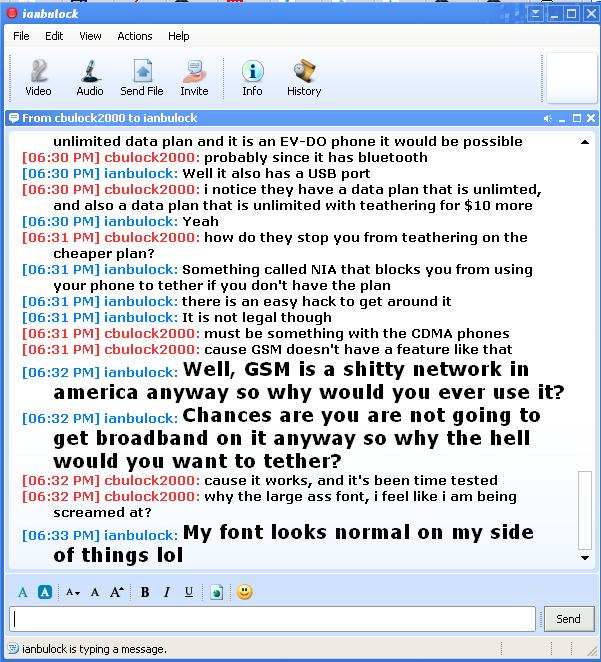 ianbulock
File Edit View Actions Help
Video Audio Send File Invite Info History
From cbulock2000 to ianbulock
unlimited data plan and it is an EV-DO phone it would be possible
[06:30 PM] cbulock2000: probably since it has bluetooth
[06:30 PM] ianbulock: Well it also has a USB port
[06:30 PM] cbulock2000: i notice they have a data plan that is unlimted,
and also a data plan that is unlimited with teathering for $10 more
[06:30 PM] ianbulock: Yeah
[06:31 PM] cbulock2000: how do they stop you from teathering on the
cheaper plan?
[06:31 PM] ianbulock: Something called NIA that blocks you from using
your phone to tether if you don't have the plan
[06:31 PM] ianbulock: there is an easy hack to get around it
[06:31 PM] ianbulock: It is not legal though
[06:31 PM] cbulock2000: must be something with the CDMA phones
[06:31 PM] cbulock2000: cause GSM doesn't have a feature like that
[06:32 PM] ianbulock: Well, GSM is a shitty network in
america anyway so why would you ever use it?
[06:32 PM] ianbulock: Chances are you are not going to
get broadband on it anyway so why the hell
would you want to tether?
[06:32 PM] cbulock2000: cause it works, and it's been time tested
[06:32 PM] cbulock2000: why the large ass font, i feel like i am being
screamed at?
[06:33 PM] ianbulock: My font looks normal on my side
of things lol
A A A A A B I U
Send
ianbulock is typing a message.